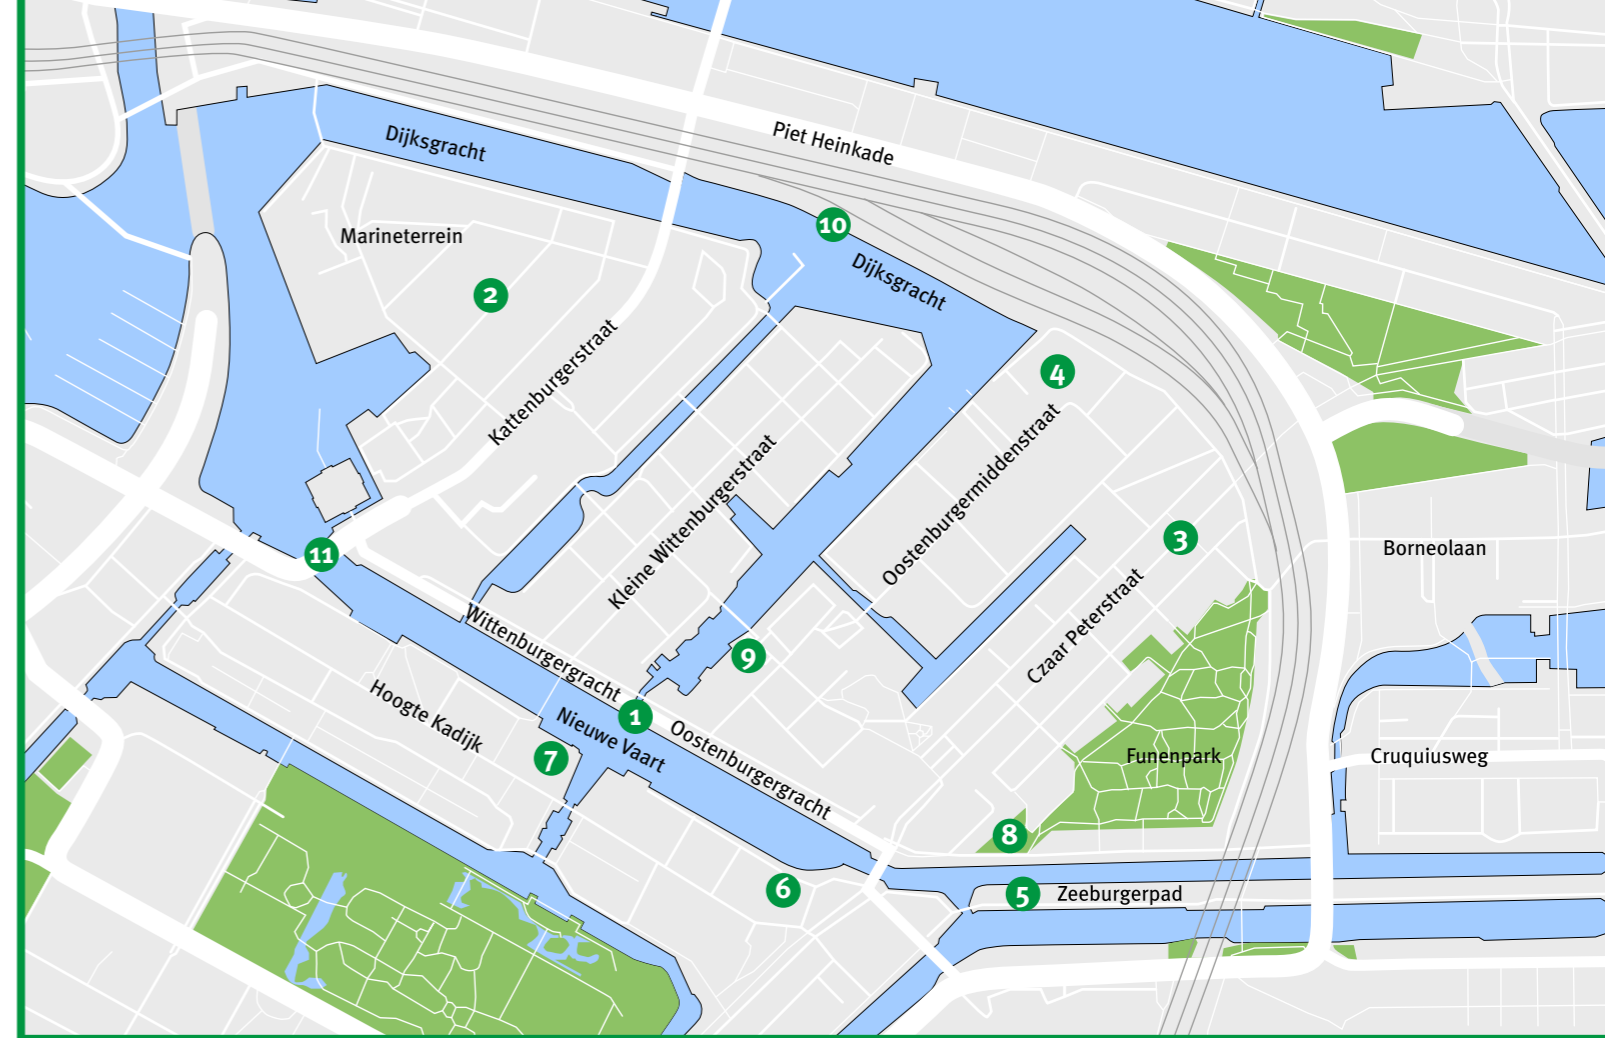 Piet Heinkade
Dijksgracht
10
Marineterrein
Dijksgracht
2
4
Kattenburgerstraat
Kleine Wittenburgerstraat
Oostenburgermiddenstraat
3
Borneolaan
11
Czaar Peterstraat
Wittenburgergracht
9
Hoogte Kadijk
1
Nieuwe Vaart
Oostenburgergracht
7
Funenpark
Cruquiusweg
8
6
5
Zeeburgerpad